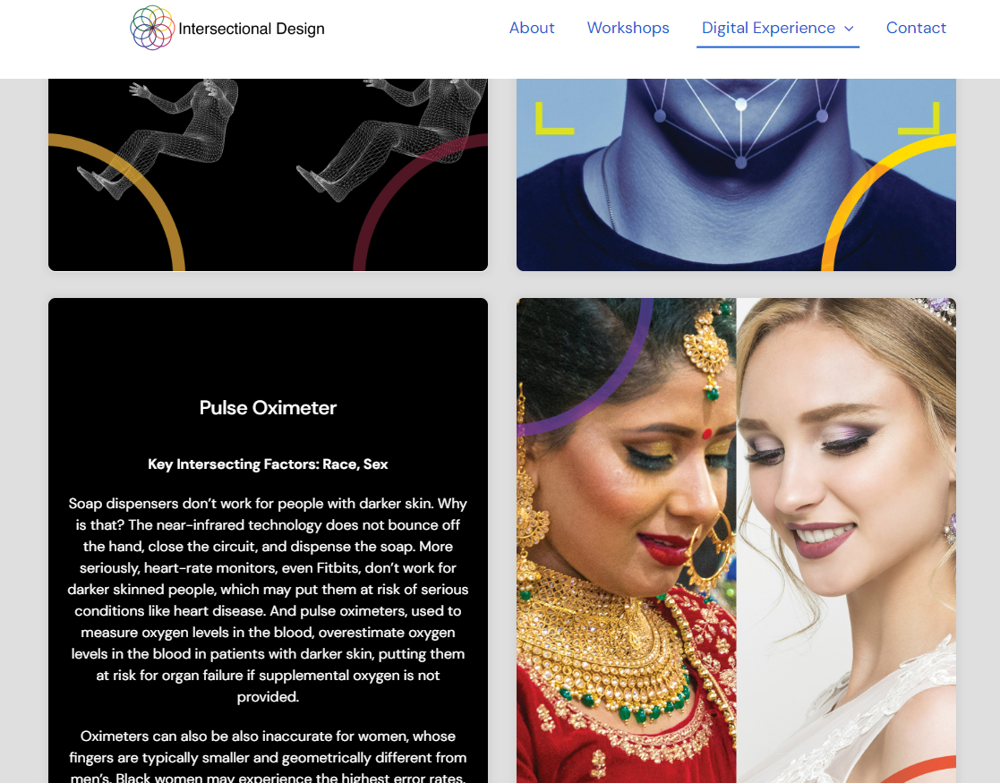 Intersectional Design
About
Workshops
Digital Experience
Contact
Pulse Oximeter
Key Intersecting Factors: Race, Sex
Soap dispensers don’t work for people with darker skin. Why
is that? The near-infrared technology does not bounce off
the hand, close the circuit, and dispense the soap. More
seriously, heart-rate monitors, even Fitbits, don’t work for
darker skinned people, which may put them at risk of serious
conditions like heart disease. And pulse oximeters, used to
measure oxygen levels in the blood, overestimate oxygen
levels in the blood in patients with darker skin, putting them
at risk for organ failure if supplemental oxygen is not
provided.
Oximeters can also be also inaccurate for women, whose
fingers are typically smaller and geometrically different from
men’s. Black women may experience the highest error rates.